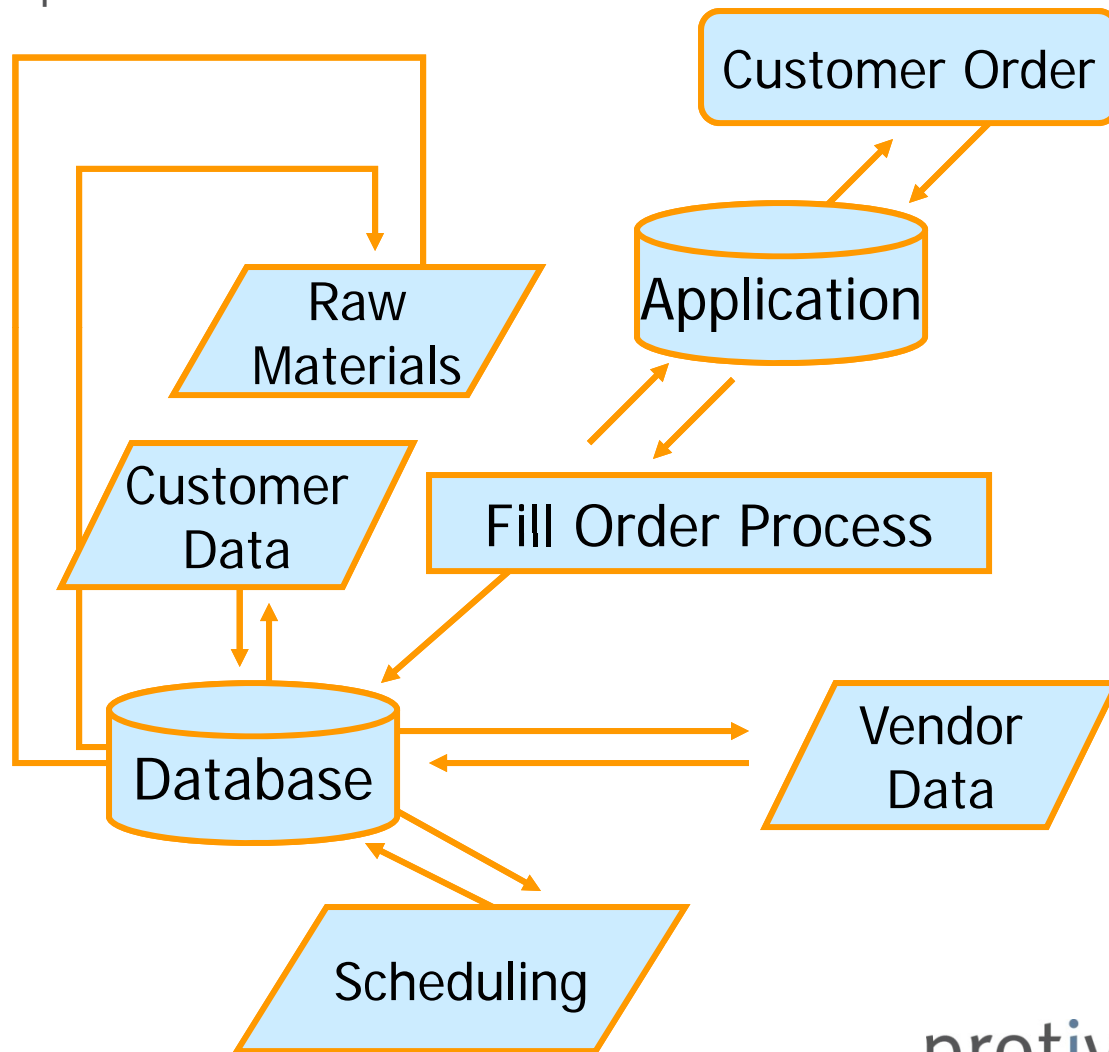 Customer Order
Application
Raw
Materials
Customer
Data
Fill Order Process
Vendor
Data
Database
Scheduling